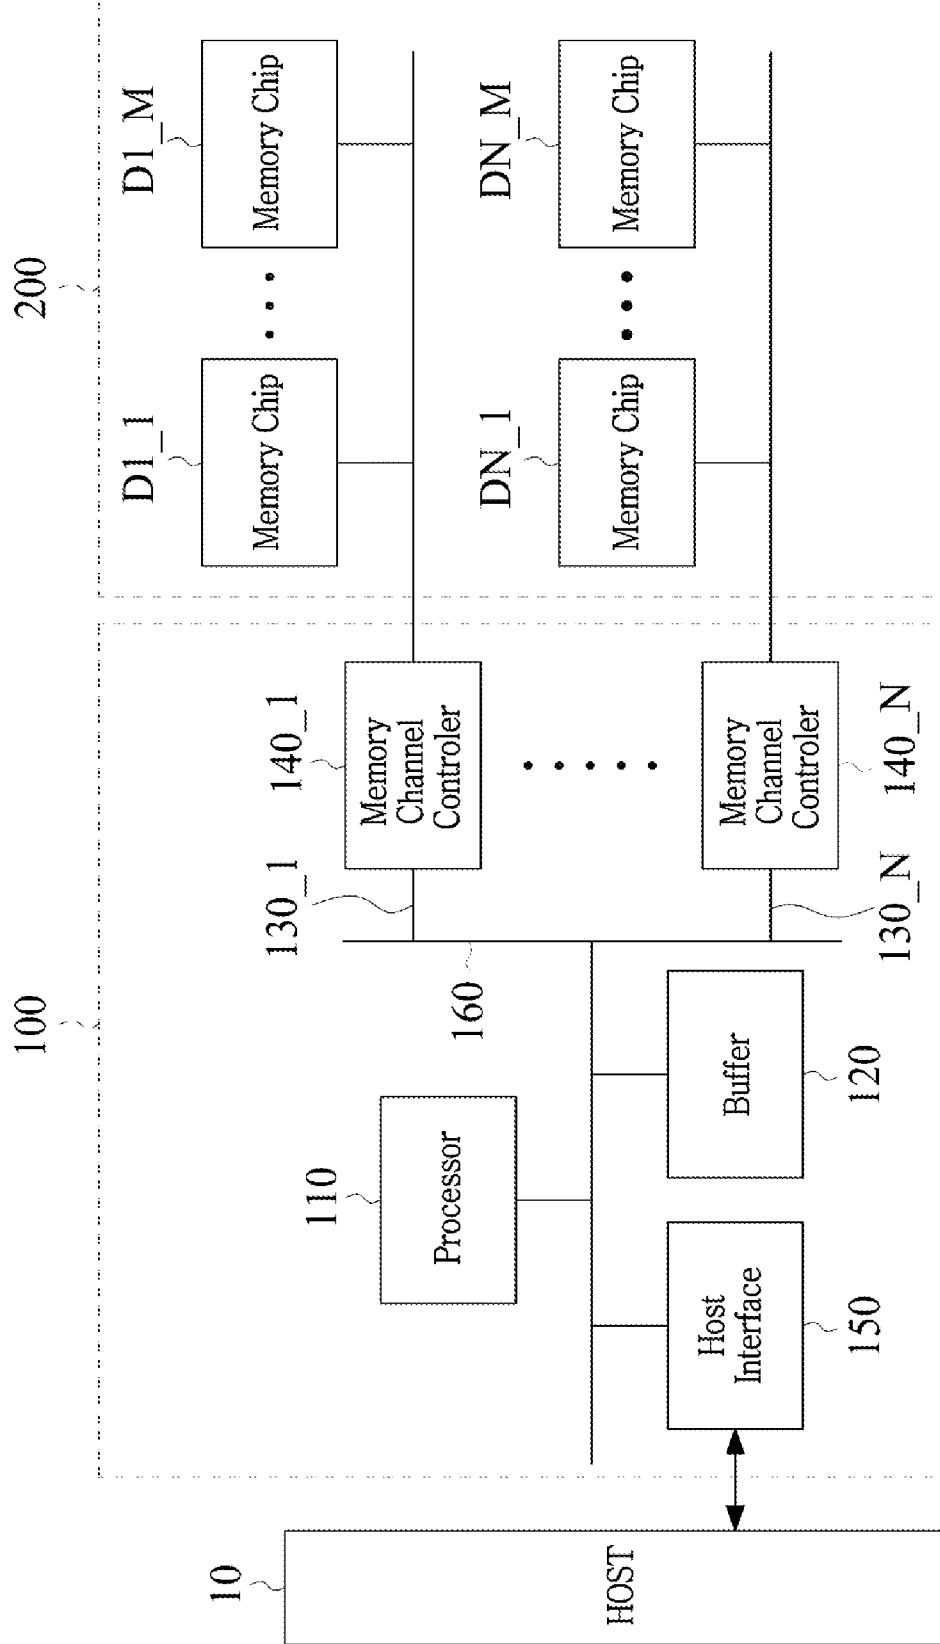 10
HOST
100
110
Processor
Host
Interface
150
Buffer
120
160
130_1
140_1
Memory
Channel
Controler
130_N
140_N
Memory
Channel
Controler
200
D1_1
Memory Chip
D1_M
Memory Chip
DN_1
Memory Chip
DN_M
Memory Chip